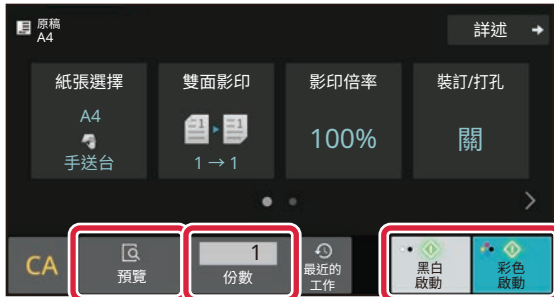 原稿
A4
詳述
紙張選擇
A4
手送台
雙面影印
1 1
1 → 1
影印倍率
100%
裝訂/打孔
關
CA
預覽
1
份數
最近的
工作
黑白
啟動
彩色
啟動